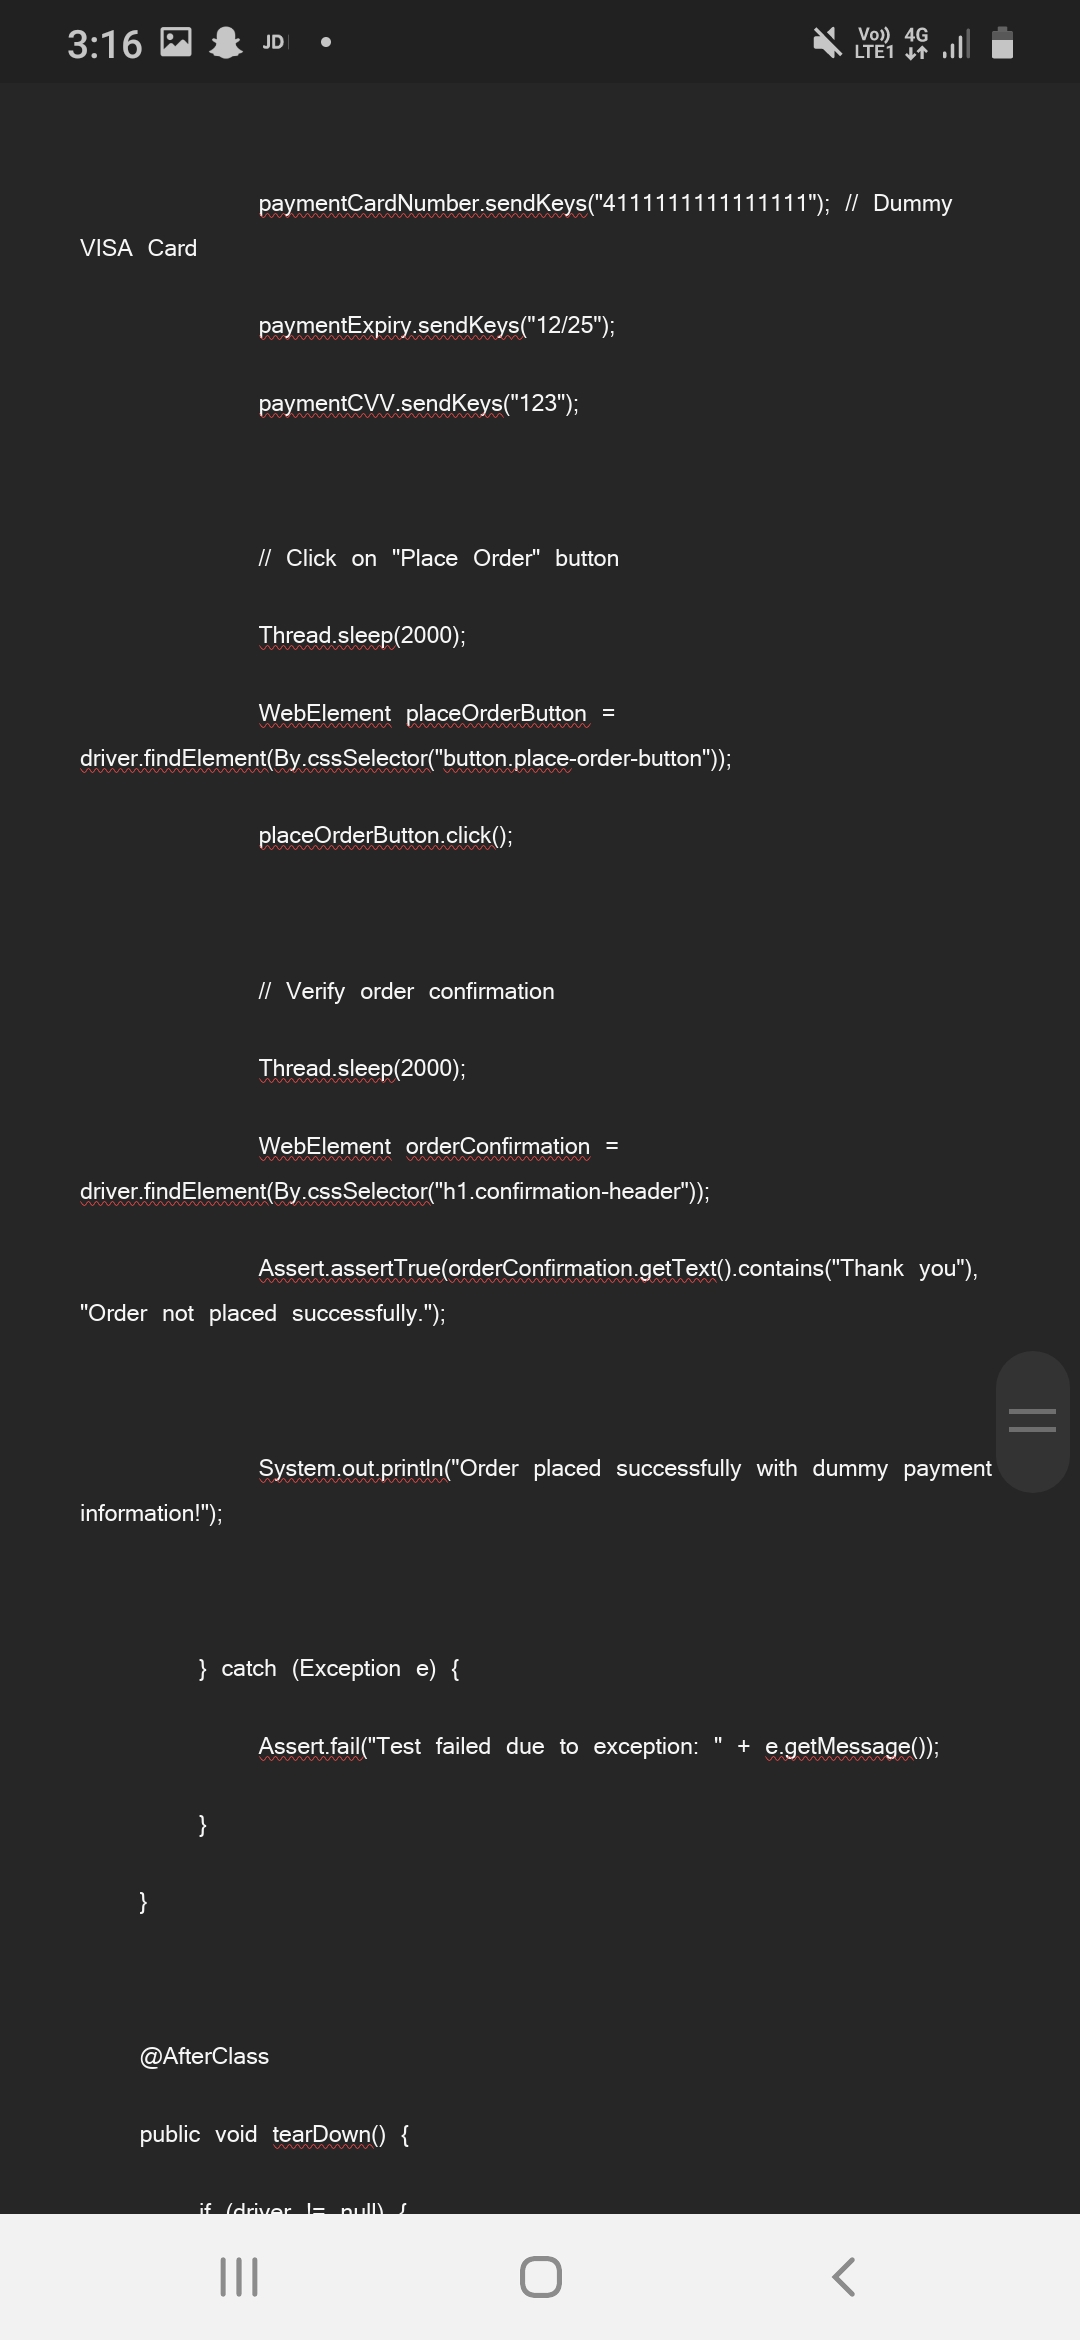 3:16 JD Vo)) LTE1 4G
paymentCardNumber.sendKeys("4111111111111111"); // Dummy
VISA Card
paymentExpiry.sendKeys("12/25");
paymentCVV.sendKeys("123");
// Click on "Place Order" button
Thread.sleep(2000);
WebElement placeOrderButton =
driver.findElement(By.cssSelector("button.place-order-button"));
placeOrderButton.click();
// Verify order confirmation
Thread.sleep(2000);
WebElement orderConfirmation =
driver.findElement(By.cssSelector("h1.confirmation-header"));
Assert.assertTrue(orderConfirmation.getText().contains("Thank you"),
"Order not placed successfully.");
System.out.println("Order placed successfully with dummy payment
information!");
} catch (Exception e) {
Assert.fail("Test failed due to exception: " + e.getMessage());
}
}
@AfterClass
public void tearDown() {
if (driver != null) {